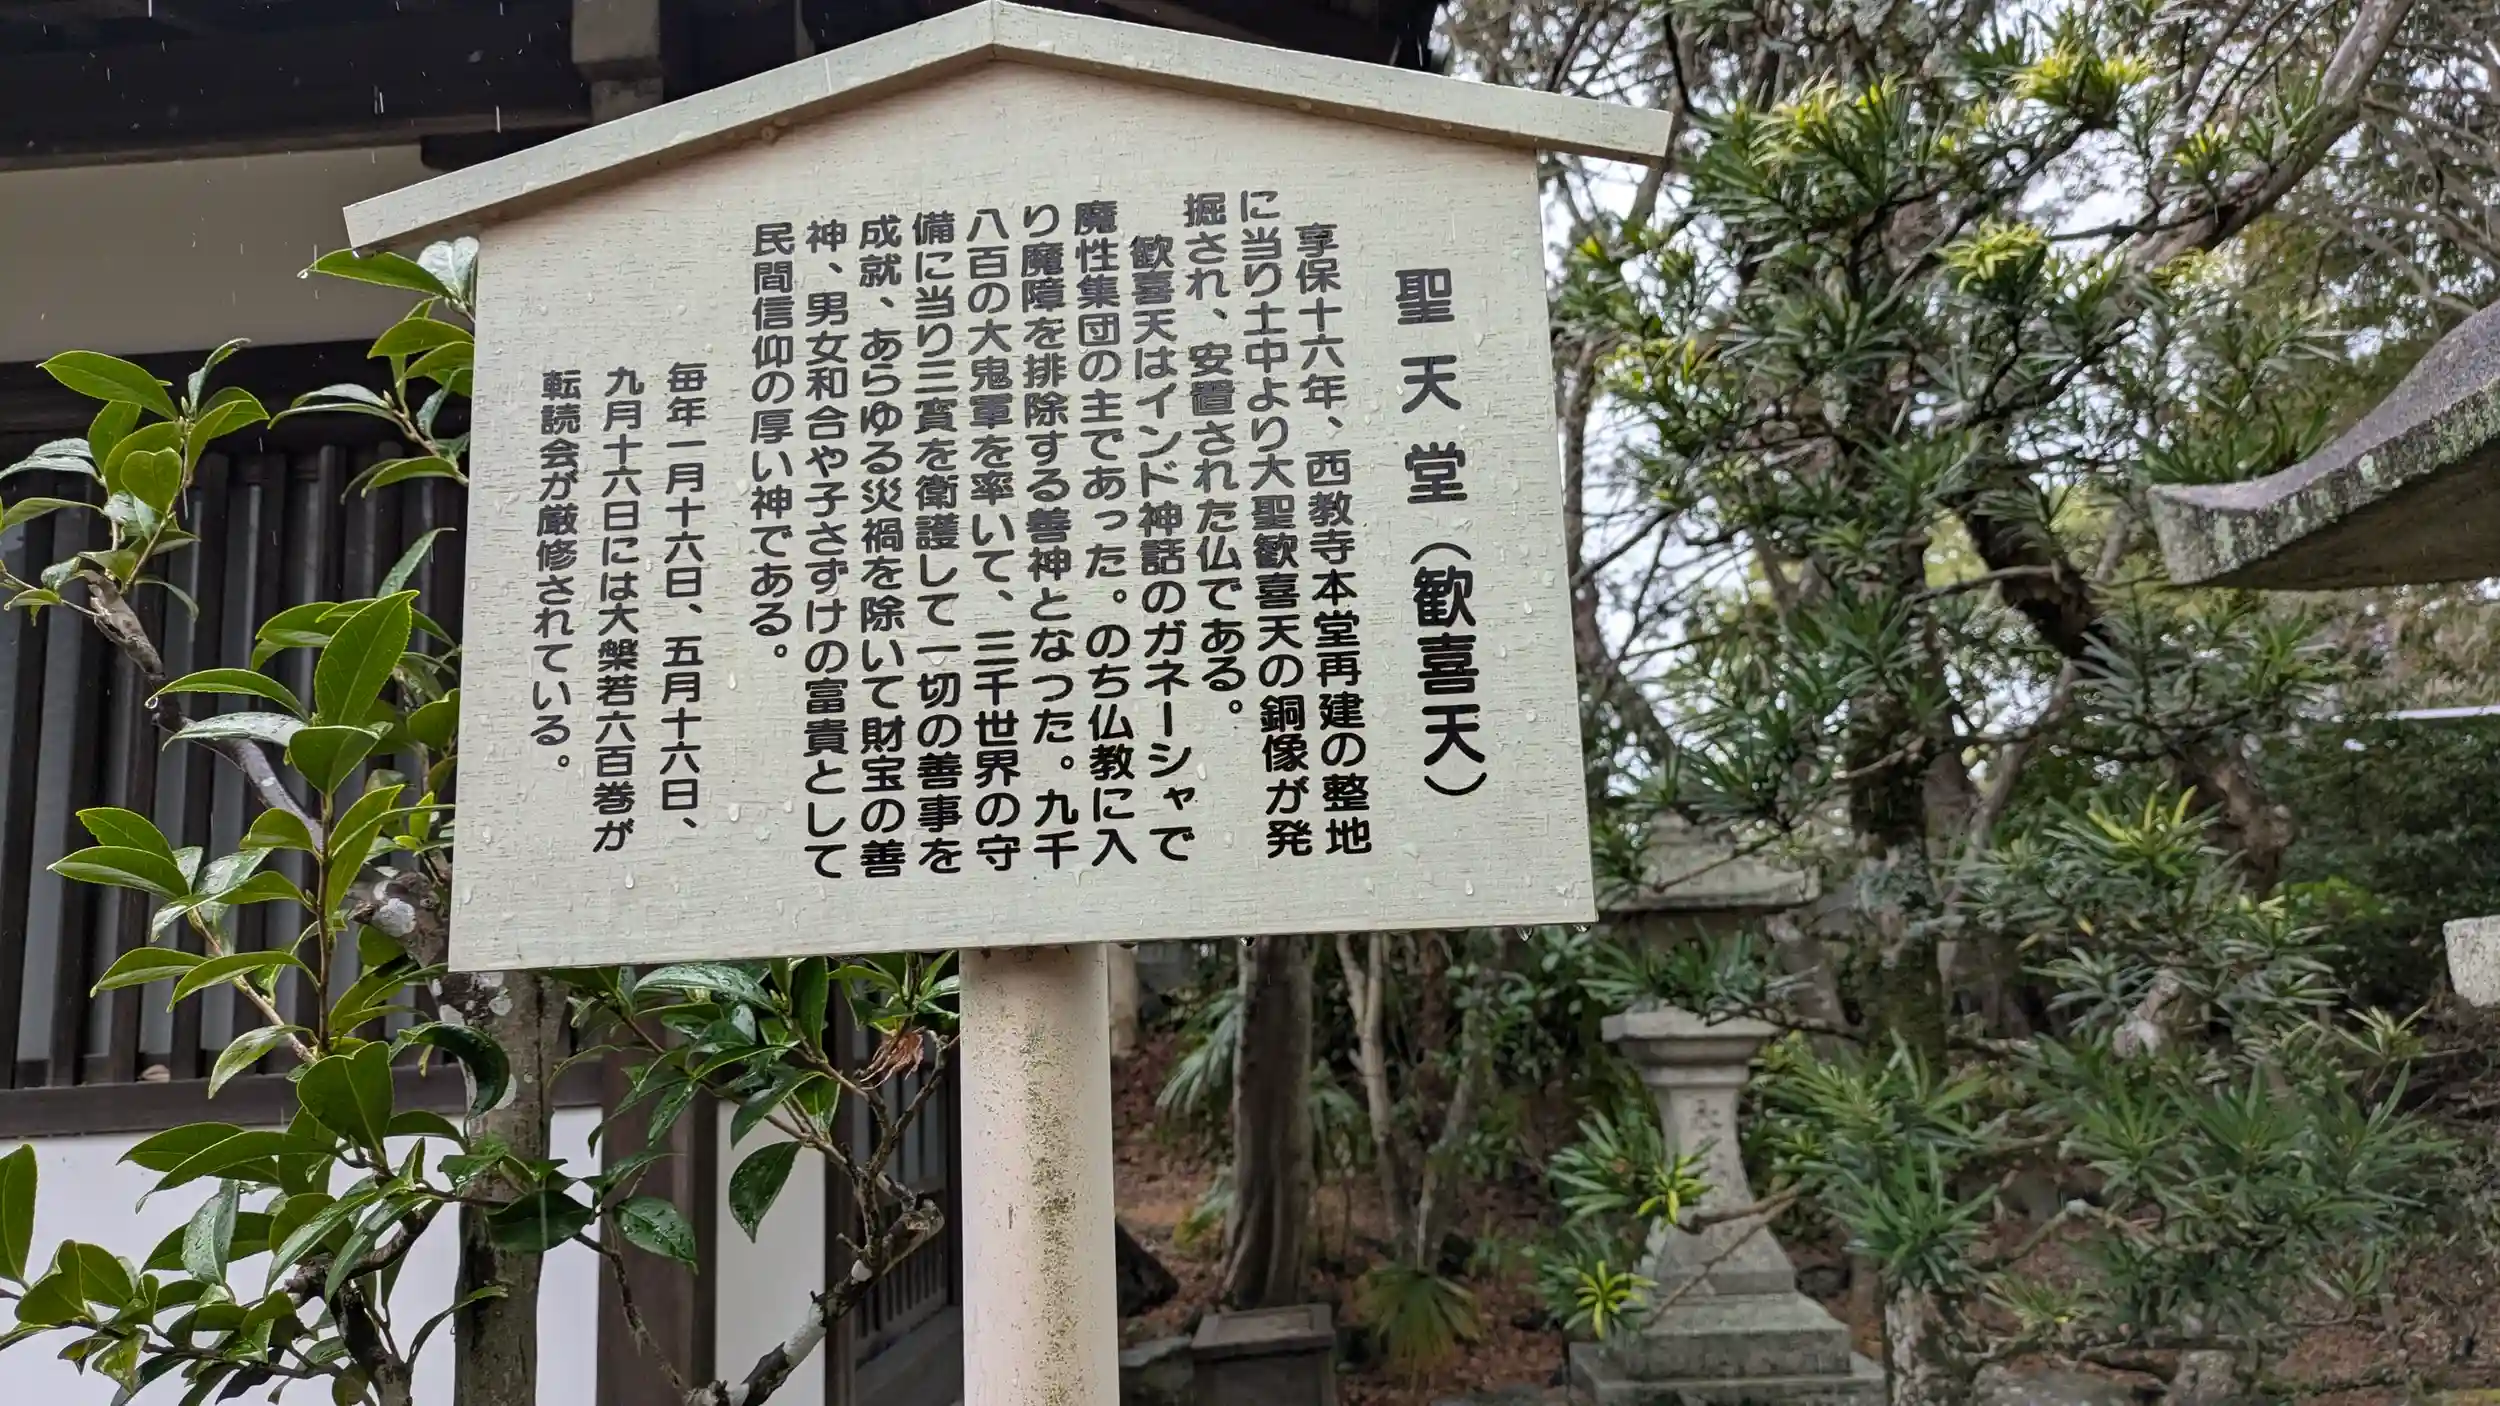 聖天堂（歓喜天）
享保十六年、西教寺本堂再建の整地
に当り土中より大聖歓喜天の銅像が発
掘され、安置された仏である。
歓喜天はインド神話のガネーシャで
魔性集団の主であった。のち仏教に入
り魔障を排除する善神となった。九千
八百の大鬼軍を率いて、三千世界の守
備に当り三寶を衛護して一切の善事を
成就、あらゆる災禍を除いて財宝の善
神、男女和合や子さずけの富貴として
民間信仰の厚い神である。
毎年一月十六日、五月十六日、
九月十六日には大槃若六百巻が
転読会が厳修されている。